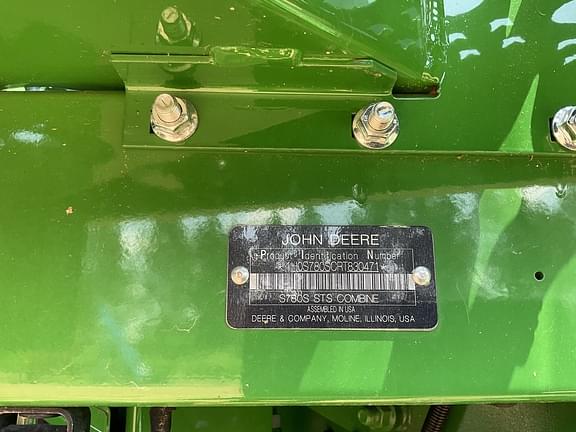 JOHN DEERE
Product Identification Number
*1H0S780SCRT830471*
S780S STS COMBINE
ASSEMBLED IN USA
DEERE & COMPANY, MOLINE, ILLINOIS, USA